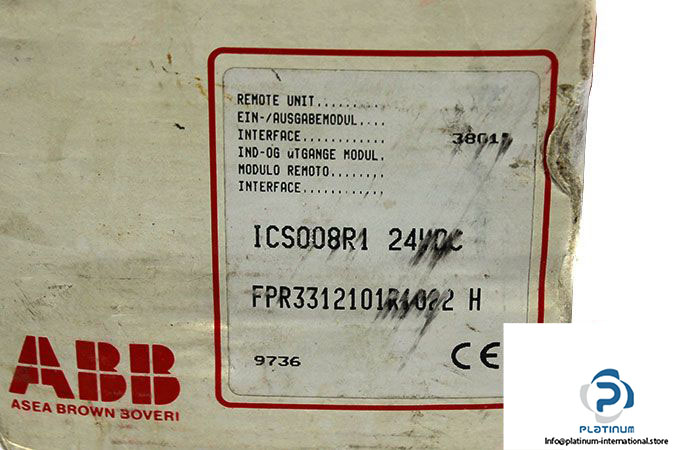 REMOTE UNIT..........
EIN-/AUSGABEMODUL.....
INTERFACE............
IND-OG UTGANGE MODUL.
MODULO REMOTO........
INTERFACE............
ICS008R1 24VDC
FPR3312101R1022 H
9736
CE
ABB
ASEA BROWN BOVERI
PLATINUM
Info@platinum-international.store